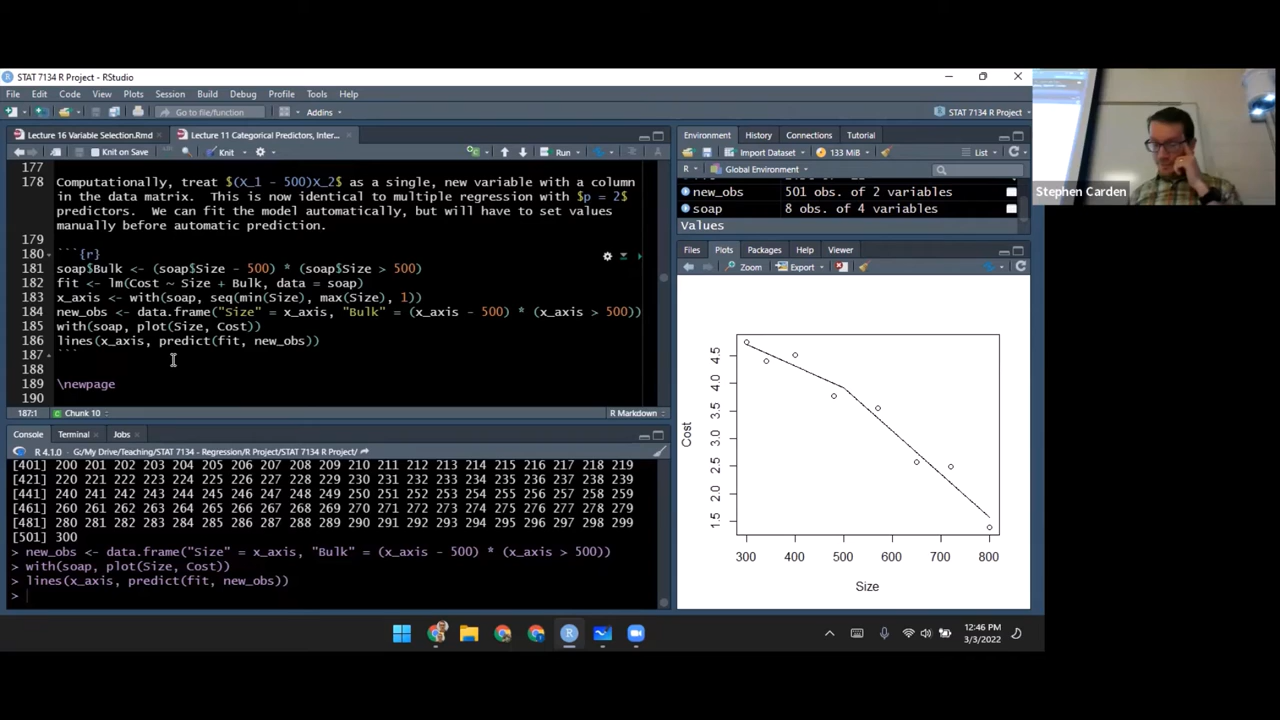 STAT 7134 R Project - RStudio
File Edit Code View Plots Session Build Debug Profile Tools Help
Go to file/function
Addins
STAT 7134 R Project
Lecture 16 Variable Selection.Rmd
Lecture 11 Categorical Predictors, Inter...
Knit on Save
Knit
Run
177
178 Computationally, treat $(x_1 - 500)x_2$ as a single, new variable with a column
in the data matrix. This is now identical to multiple regression with $p = 2$
predictors. We can fit the model automatically, but will have to set values
manually before automatic prediction.
179
180 ```{r}
181 soap$Bulk <- (soap$Size - 500) * (soap$Size > 500)
182 fit <- lm(Cost ~ Size + Bulk, data = soap)
183 x_axis <- with(soap, seq(min(Size), max(Size), 1))
184 new_obs <- data.frame("Size" = x_axis, "Bulk" = (x_axis - 500) * (x_axis > 500))
185 with(soap, plot(Size, Cost))
186 lines(x_axis, predict(fit, new_obs))
187 ```
188
189 \newpage
190
187:1 Chunk 10 R Markdown
Console Terminal Jobs
R 4.1.0 · G:/My Drive/Teaching/STAT 7134 - Regression/R Project/STAT 7134 R Project/
[401] 200 201 202 203 204 205 206 207 208 209 210 211 212 213 214 215 216 217 218 219
[421] 220 221 222 223 224 225 226 227 228 229 230 231 232 233 234 235 236 237 238 239
[441] 240 241 242 243 244 245 246 247 248 249 250 251 252 253 254 255 256 257 258 259
[461] 260 261 262 263 264 265 266 267 268 269 270 271 272 273 274 275 276 277 278 279
[481] 280 281 282 283 284 285 286 287 288 289 290 291 292 293 294 295 296 297 298 299
[501] 300
> new_obs <- data.frame("Size" = x_axis, "Bulk" = (x_axis - 500) * (x_axis > 500))
> with(soap, plot(Size, Cost))
> lines(x_axis, predict(fit, new_obs))
>
Environment History Connections Tutorial
Import Dataset 133 MiB List
R Global Environment
new_obs 501 obs. of 2 variables
soap 8 obs. of 4 variables
Values
Files Plots Packages Help Viewer
Zoom Export
4.5
4.0
3.5
3.0
2.5
2.0
1.5
Cost
300 400 500 600 700 800
Size
Stephen Carden
12:46 PM
3/3/2022